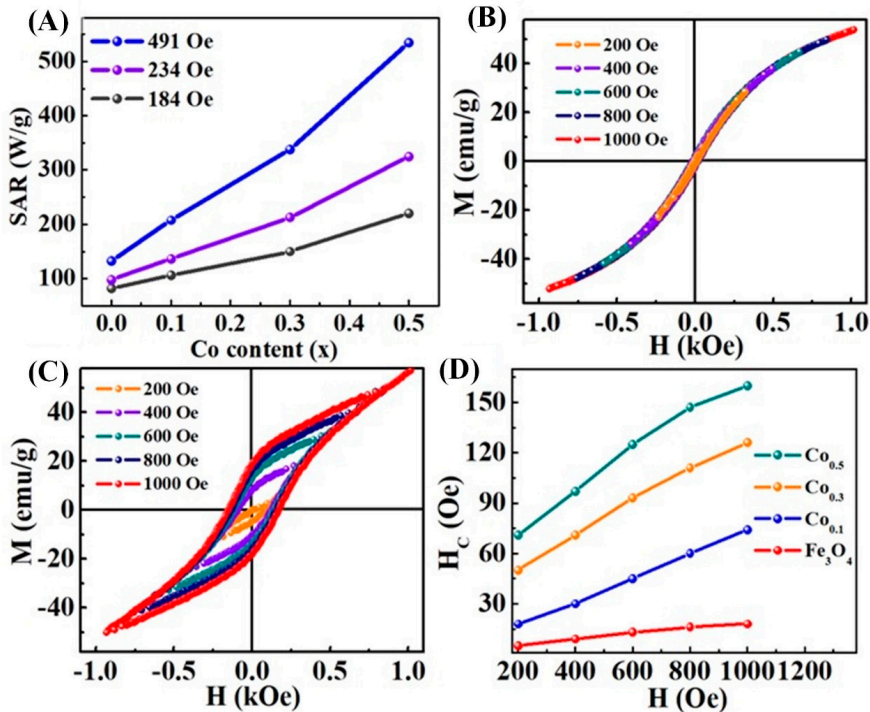 (A)
491 Oe
234 Oe
184 Oe
SAR (W/g)
500
400
300
200
100
0.0 0.1 0.2 0.3 0.4 0.5
Co content (x)
(B)
200 Oe
400 Oe
600 Oe
800 Oe
1000 Oe
M (emu/g)
40
20
0
-20
-40
-1.0 -0.5 0.0 0.5 1.0
H (kOe)
(C)
200 Oe
400 Oe
600 Oe
800 Oe
1000 Oe
M (emu/g)
40
20
0
-20
-40
-1.0 -0.5 0.0 0.5 1.0
H (kOe)
(D)
Co0.5
Co0.3
Co0.1
Fe3O4
HC (Oe)
150
120
90
60
30
200 400 600 800 1000 1200
H (Oe)